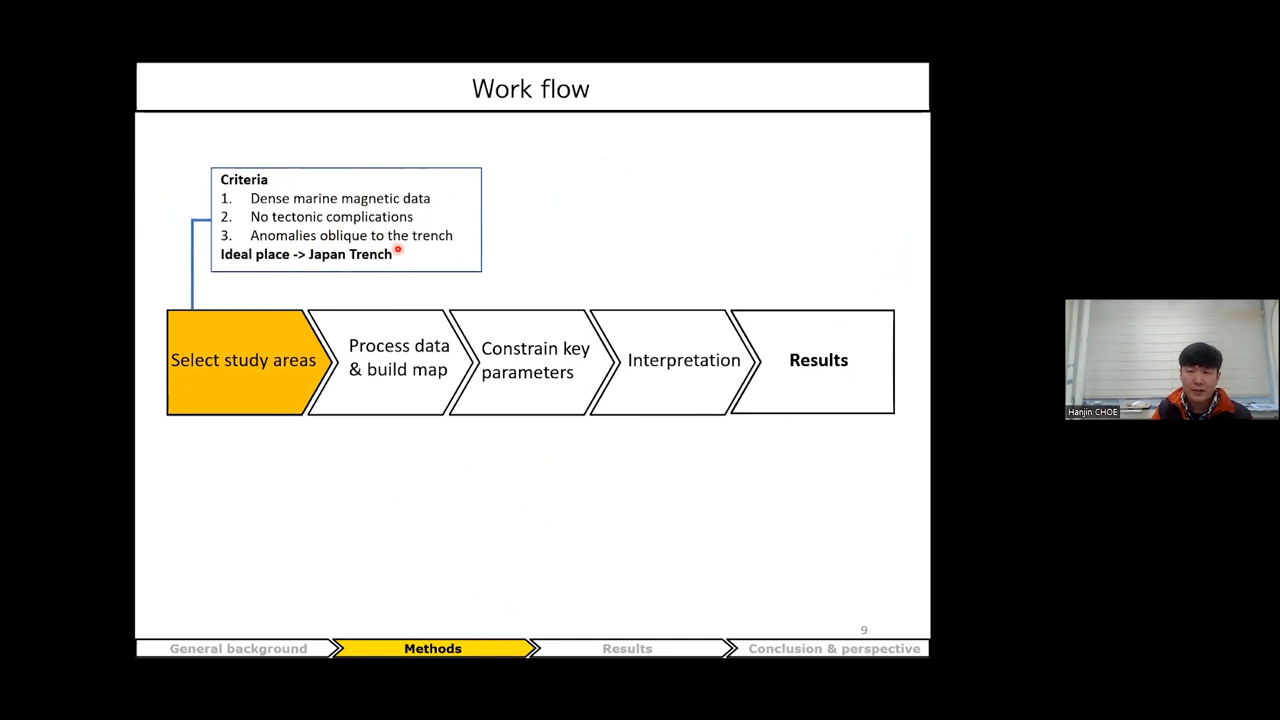 Work flow
Criteria
1. Dense marine magnetic data
2. No tectonic complications
3. Anomalies oblique to the trench
Ideal place -> Japan Trench
Select study areas
Process data
& build map
Constrain key
parameters
Interpretation
Results
Hanjin CHOE
9
General background
Methods
Results
Conclusion & perspective